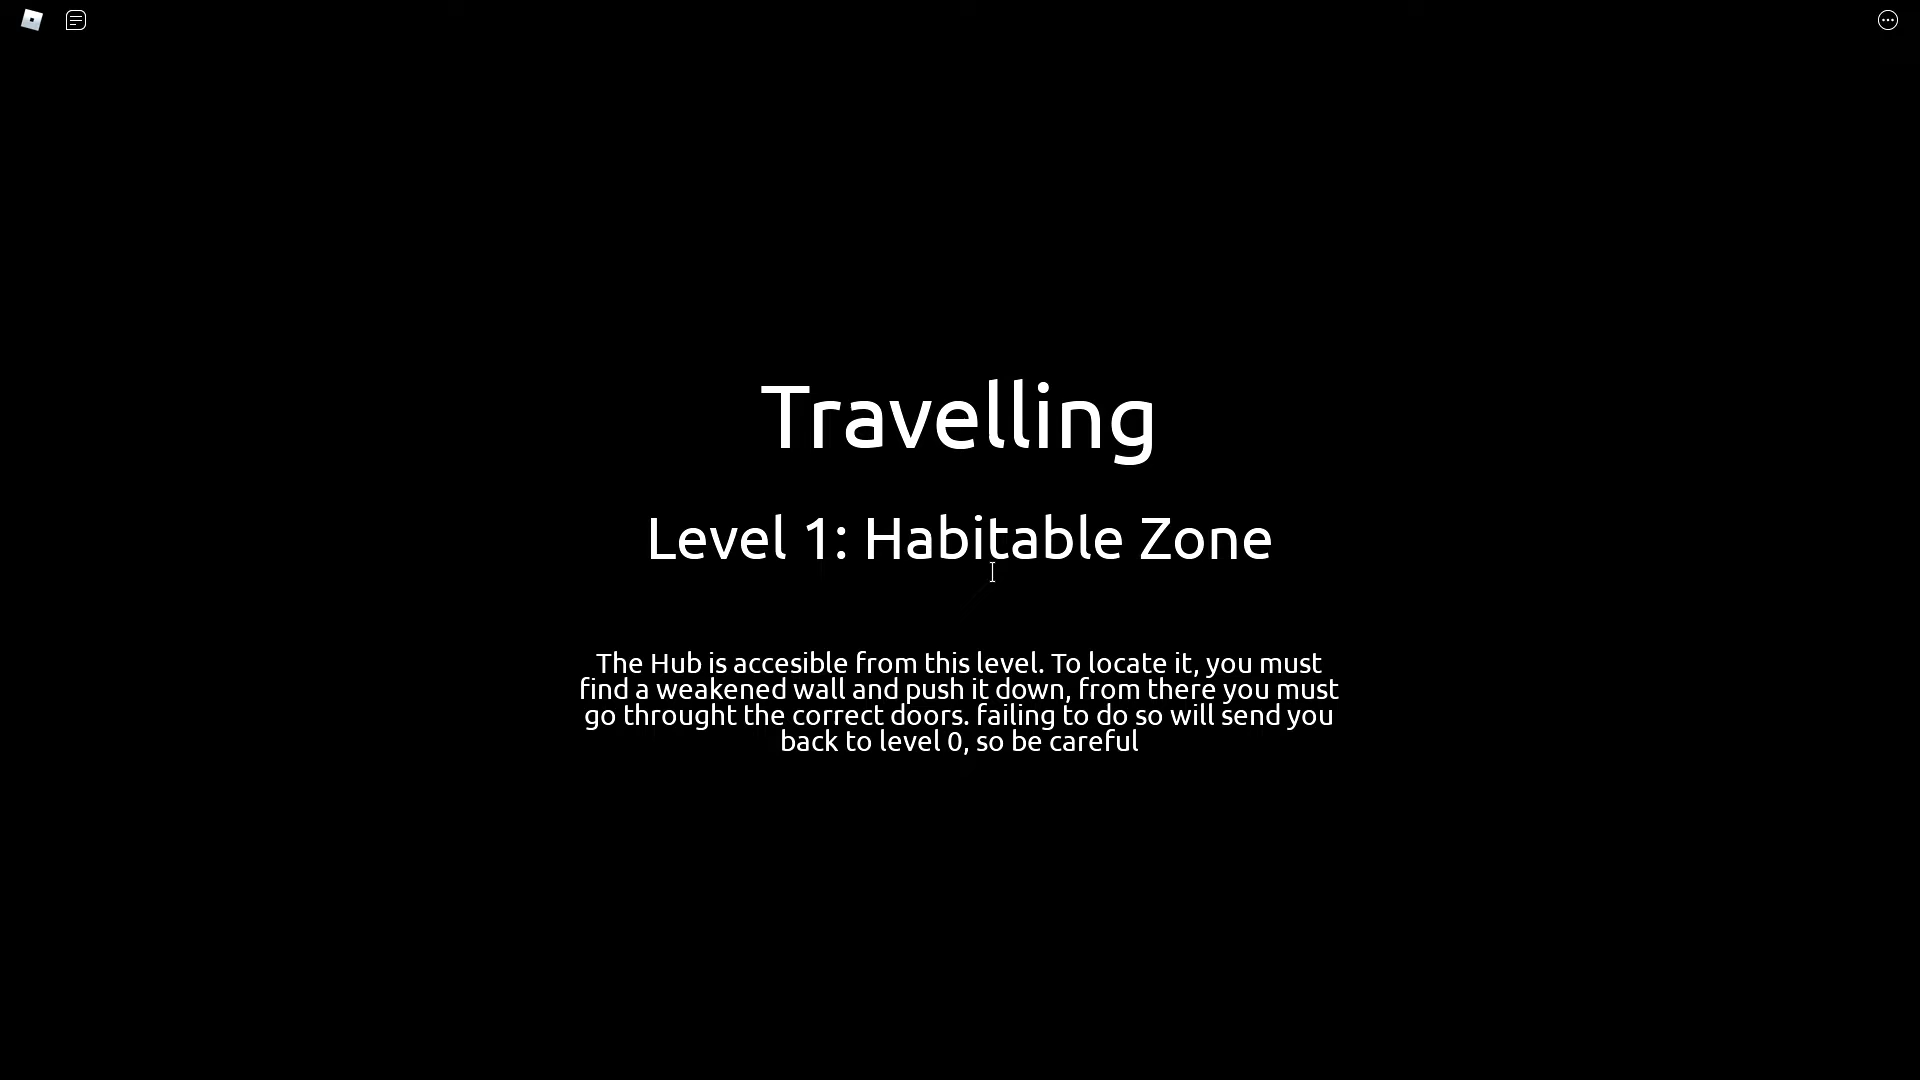 Travelling
Level 1: Habitable Zone
The Hub is accesible from this level. To locate it, you must
find a weakened wall and push it down, from there you must
go throught the correct doors. failing to do so will send you
back to level 0, so be careful